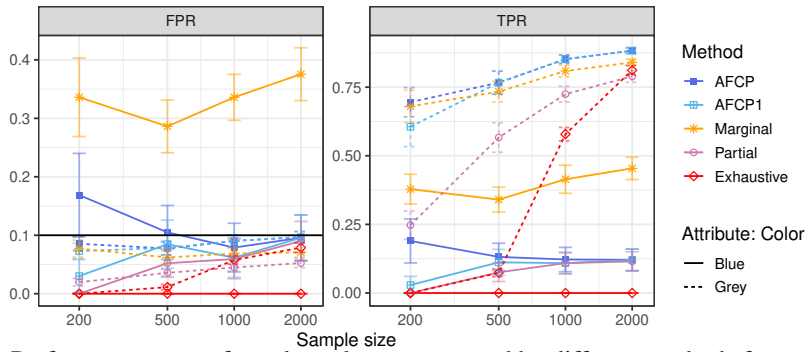 FPR
TPR
0.4
0.3
0.2
0.1
0.0
0.75
0.50
0.25
0.00
200 500 1000 2000
200 500 1000 2000
Sample size
Method
AFCP
AFCP1
Marginal
Partial
Exhaustive
Attribute: Color
Blue
Grey